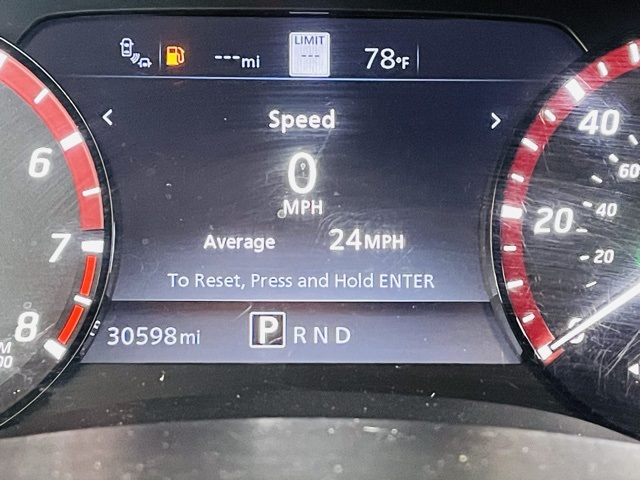 ---mi
LIMIT
---
78°F
Speed
0
MPH
Average 24MPH
To Reset, Press and Hold ENTER
30598mi
P R N D
6
7
8
40
20
0
60
40
20